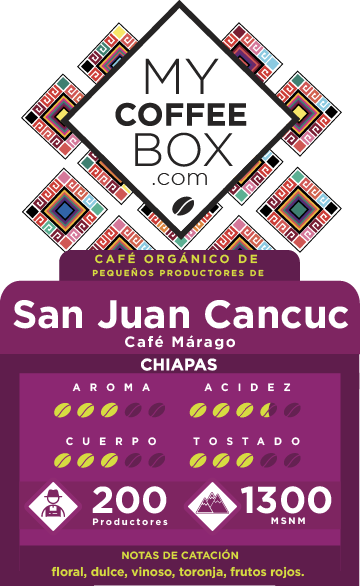 MY
COFFEE
BOX
.com
CAFÉ ORGÁNICO DE
PEQUEÑOS PRODUCTORES DE
San Juan Cancuc
Café Márago
CHIAPAS
AROMA ACIDEZ
CUERPO TOSTADO
200 1300
Productores MSNM
NOTAS DE CATACIÓN
floral, dulce, vinoso, toronja, frutos rojos.